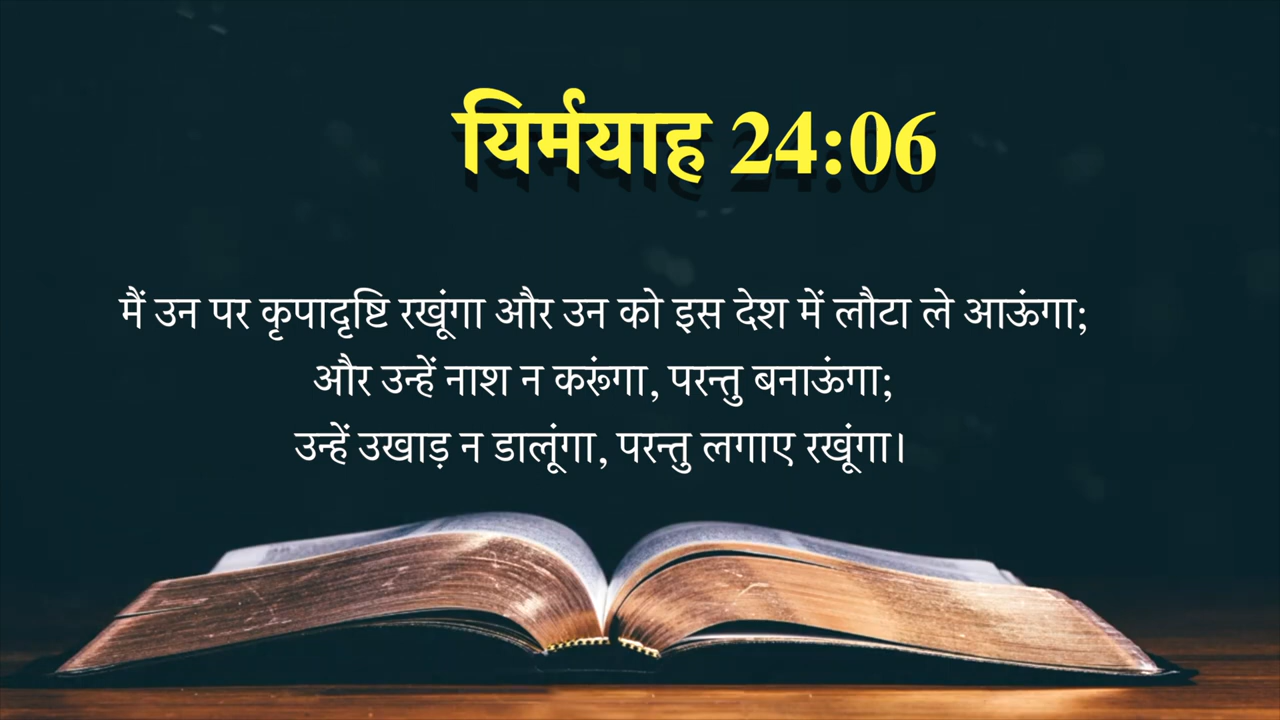 यिर्मयाह 24:06
मैं उन पर कृपादृष्टि रखूंगा और उन को इस देश में लौटा ले आऊंगा;
और उन्हें नाश न करूंगा, परन्तु बनाऊंगा;
उन्हें उखाड़ न डालूंगा, परन्तु लगाए रखूंगा।